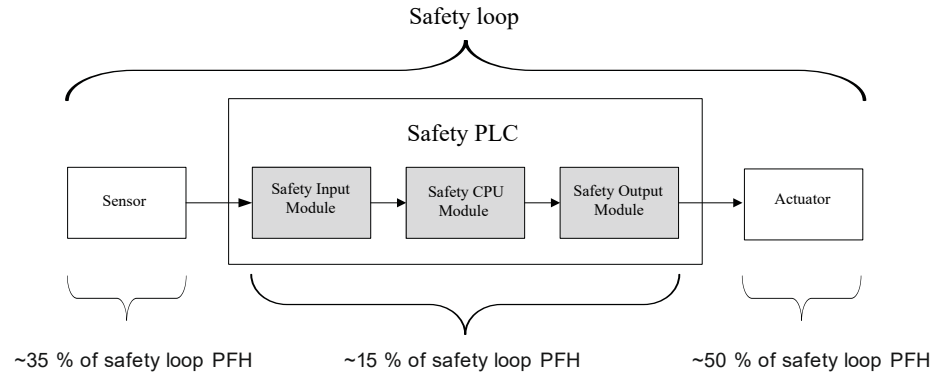 Safety loop
Safety PLC
Sensor
Safety Input
Module
Safety CPU
Module
Safety Output
Module
Actuator
~35 % of safety loop PFH
~15 % of safety loop PFH
~50 % of safety loop PFH